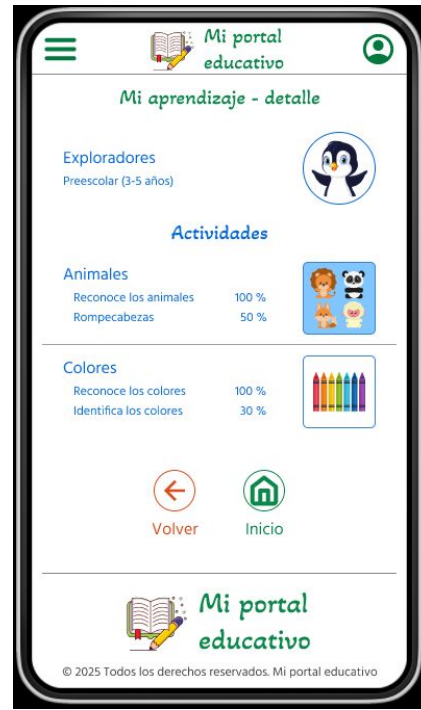 Mi portal
educativo
Mi aprendizaje - detalle
Exploradores
Preescolar (3-5 años)
Actividades
Animales
Reconoce los animales 100 %
Rompecabezas 50 %
Colores
Reconoce los colores 100 %
Identifica los colores 30 %
Volver Inicio
Mi portal
educativo
© 2025 Todos los derechos reservados. Mi portal educativo